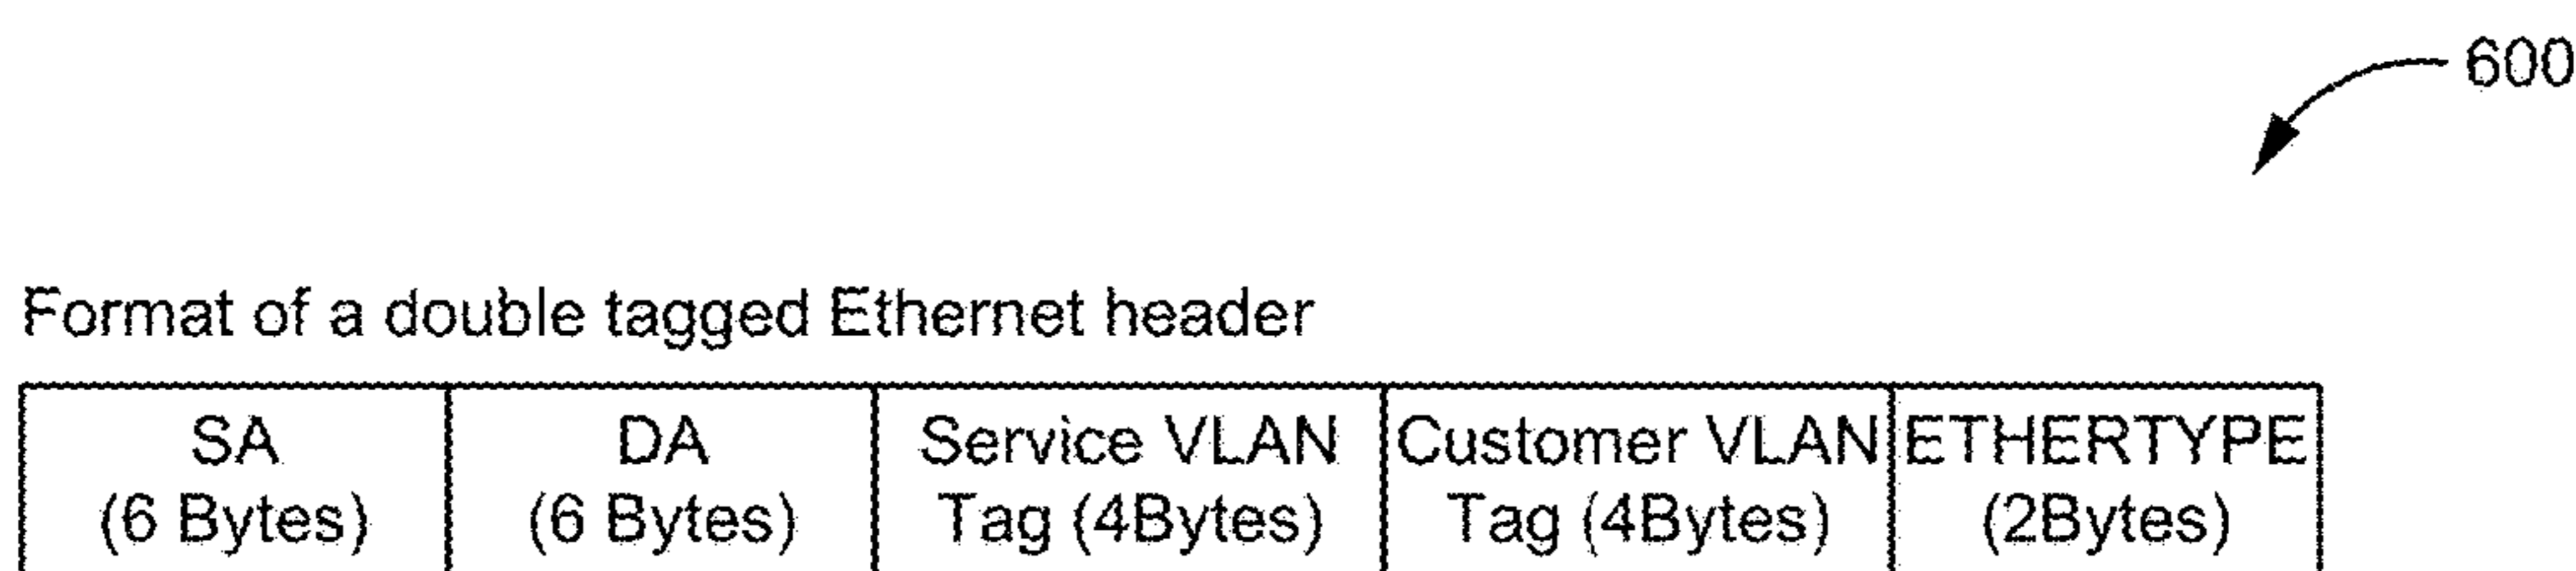 600
Format of a double tagged Ethernet header
SA
(6 Bytes)
DA
(6 Bytes)
Service VLAN
Tag (4Bytes)
Customer VLAN
Tag (4Bytes)
ETHERTYPE
(2Bytes)